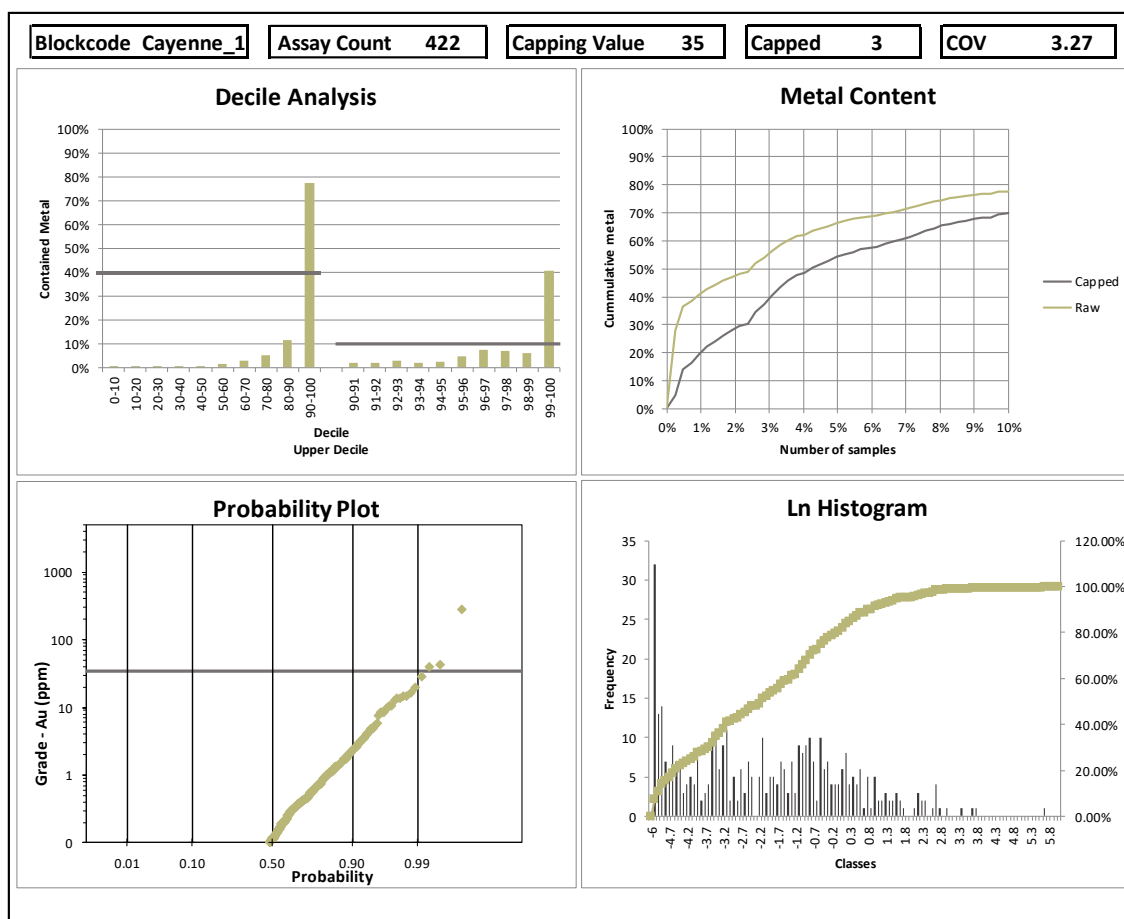 Blockcode Cayenne_1 Assay Count 422 Capping Value 35 Capped 3 COV 3.27
Decile Analysis
Contained Metal
100%
90%
80%
70%
60%
50%
40%
30%
20%
10%
0%
0-10 10-20 20-30 30-40 40-50 50-60 60-70 70-80 80-90 90-100 90-91 91-92 92-93 93-94 94-95 95-96 96-97 97-98 98-99 99-100
Decile
Upper Decile
Metal Content
Cummulative metal
100%
90%
80%
70%
60%
50%
40%
30%
20%
10%
0%
0% 1% 2% 3% 4% 5% 6% 7% 8% 9% 10%
Number of samples
Capped
Raw
Probability Plot
Grade - Au (ppm)
1000
100
10
1
0
0.01 0.10 0.50 0.90 0.99
Probability
Ln Histogram
Frequency
35
30
25
20
15
10
5
0
120.00%
100.00%
80.00%
60.00%
40.00%
20.00%
0.00%
-6 -4.7 -4.2 -3.7 -3.2 -2.7 -2.2 -1.7 -1.2 -0.7 -0.2 0.3 0.8 1.3 1.8 2.3 2.8 3.3 3.8 4.3 4.8 5.3 5.8
Classes